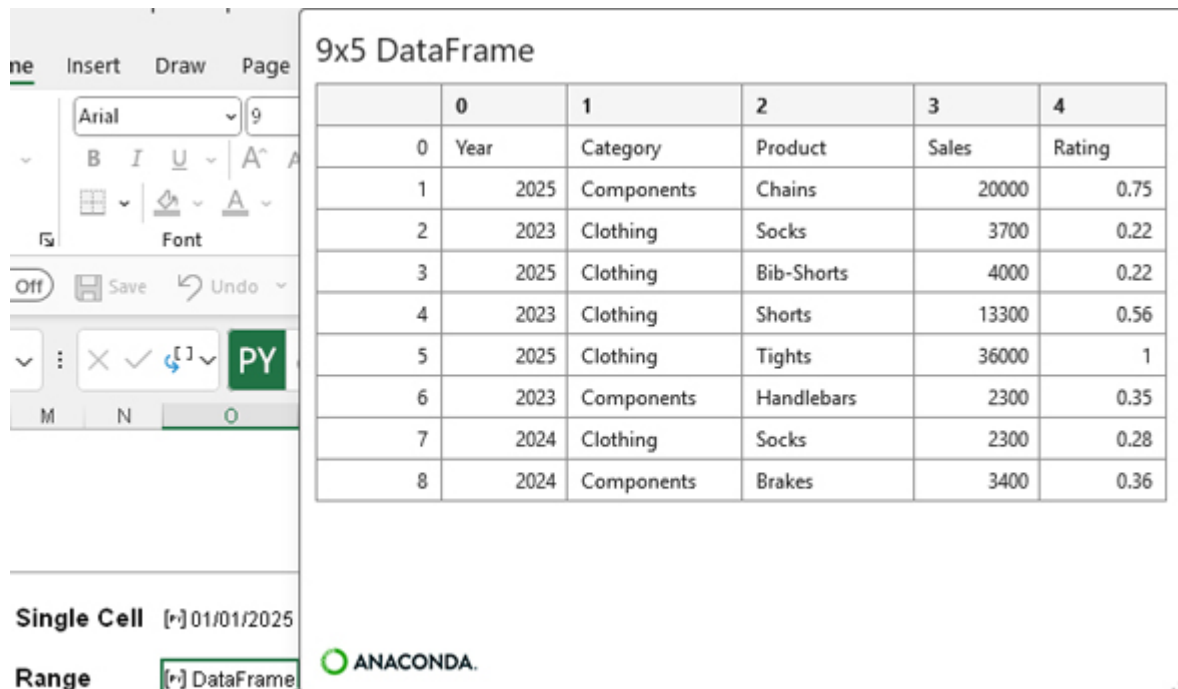 9x5 DataFrame
Insert Draw Page
Arial 9
B I U A
Font
Off Save Undo
PY
M N O
0 1 2 3 4
0 Year Category Product Sales Rating
1 2025 Components Chains 20000 0.75
2 2023 Clothing Socks 3700 0.22
3 2025 Clothing Bib-Shorts 4000 0.22
4 2023 Clothing Shorts 13300 0.56
5 2025 Clothing Tights 36000 1
6 2023 Components Handlebars 2300 0.35
7 2024 Clothing Socks 2300 0.28
8 2024 Components Brakes 3400 0.36
Single Cell 01/01/2025
Range DataFrame
ANACONDA.